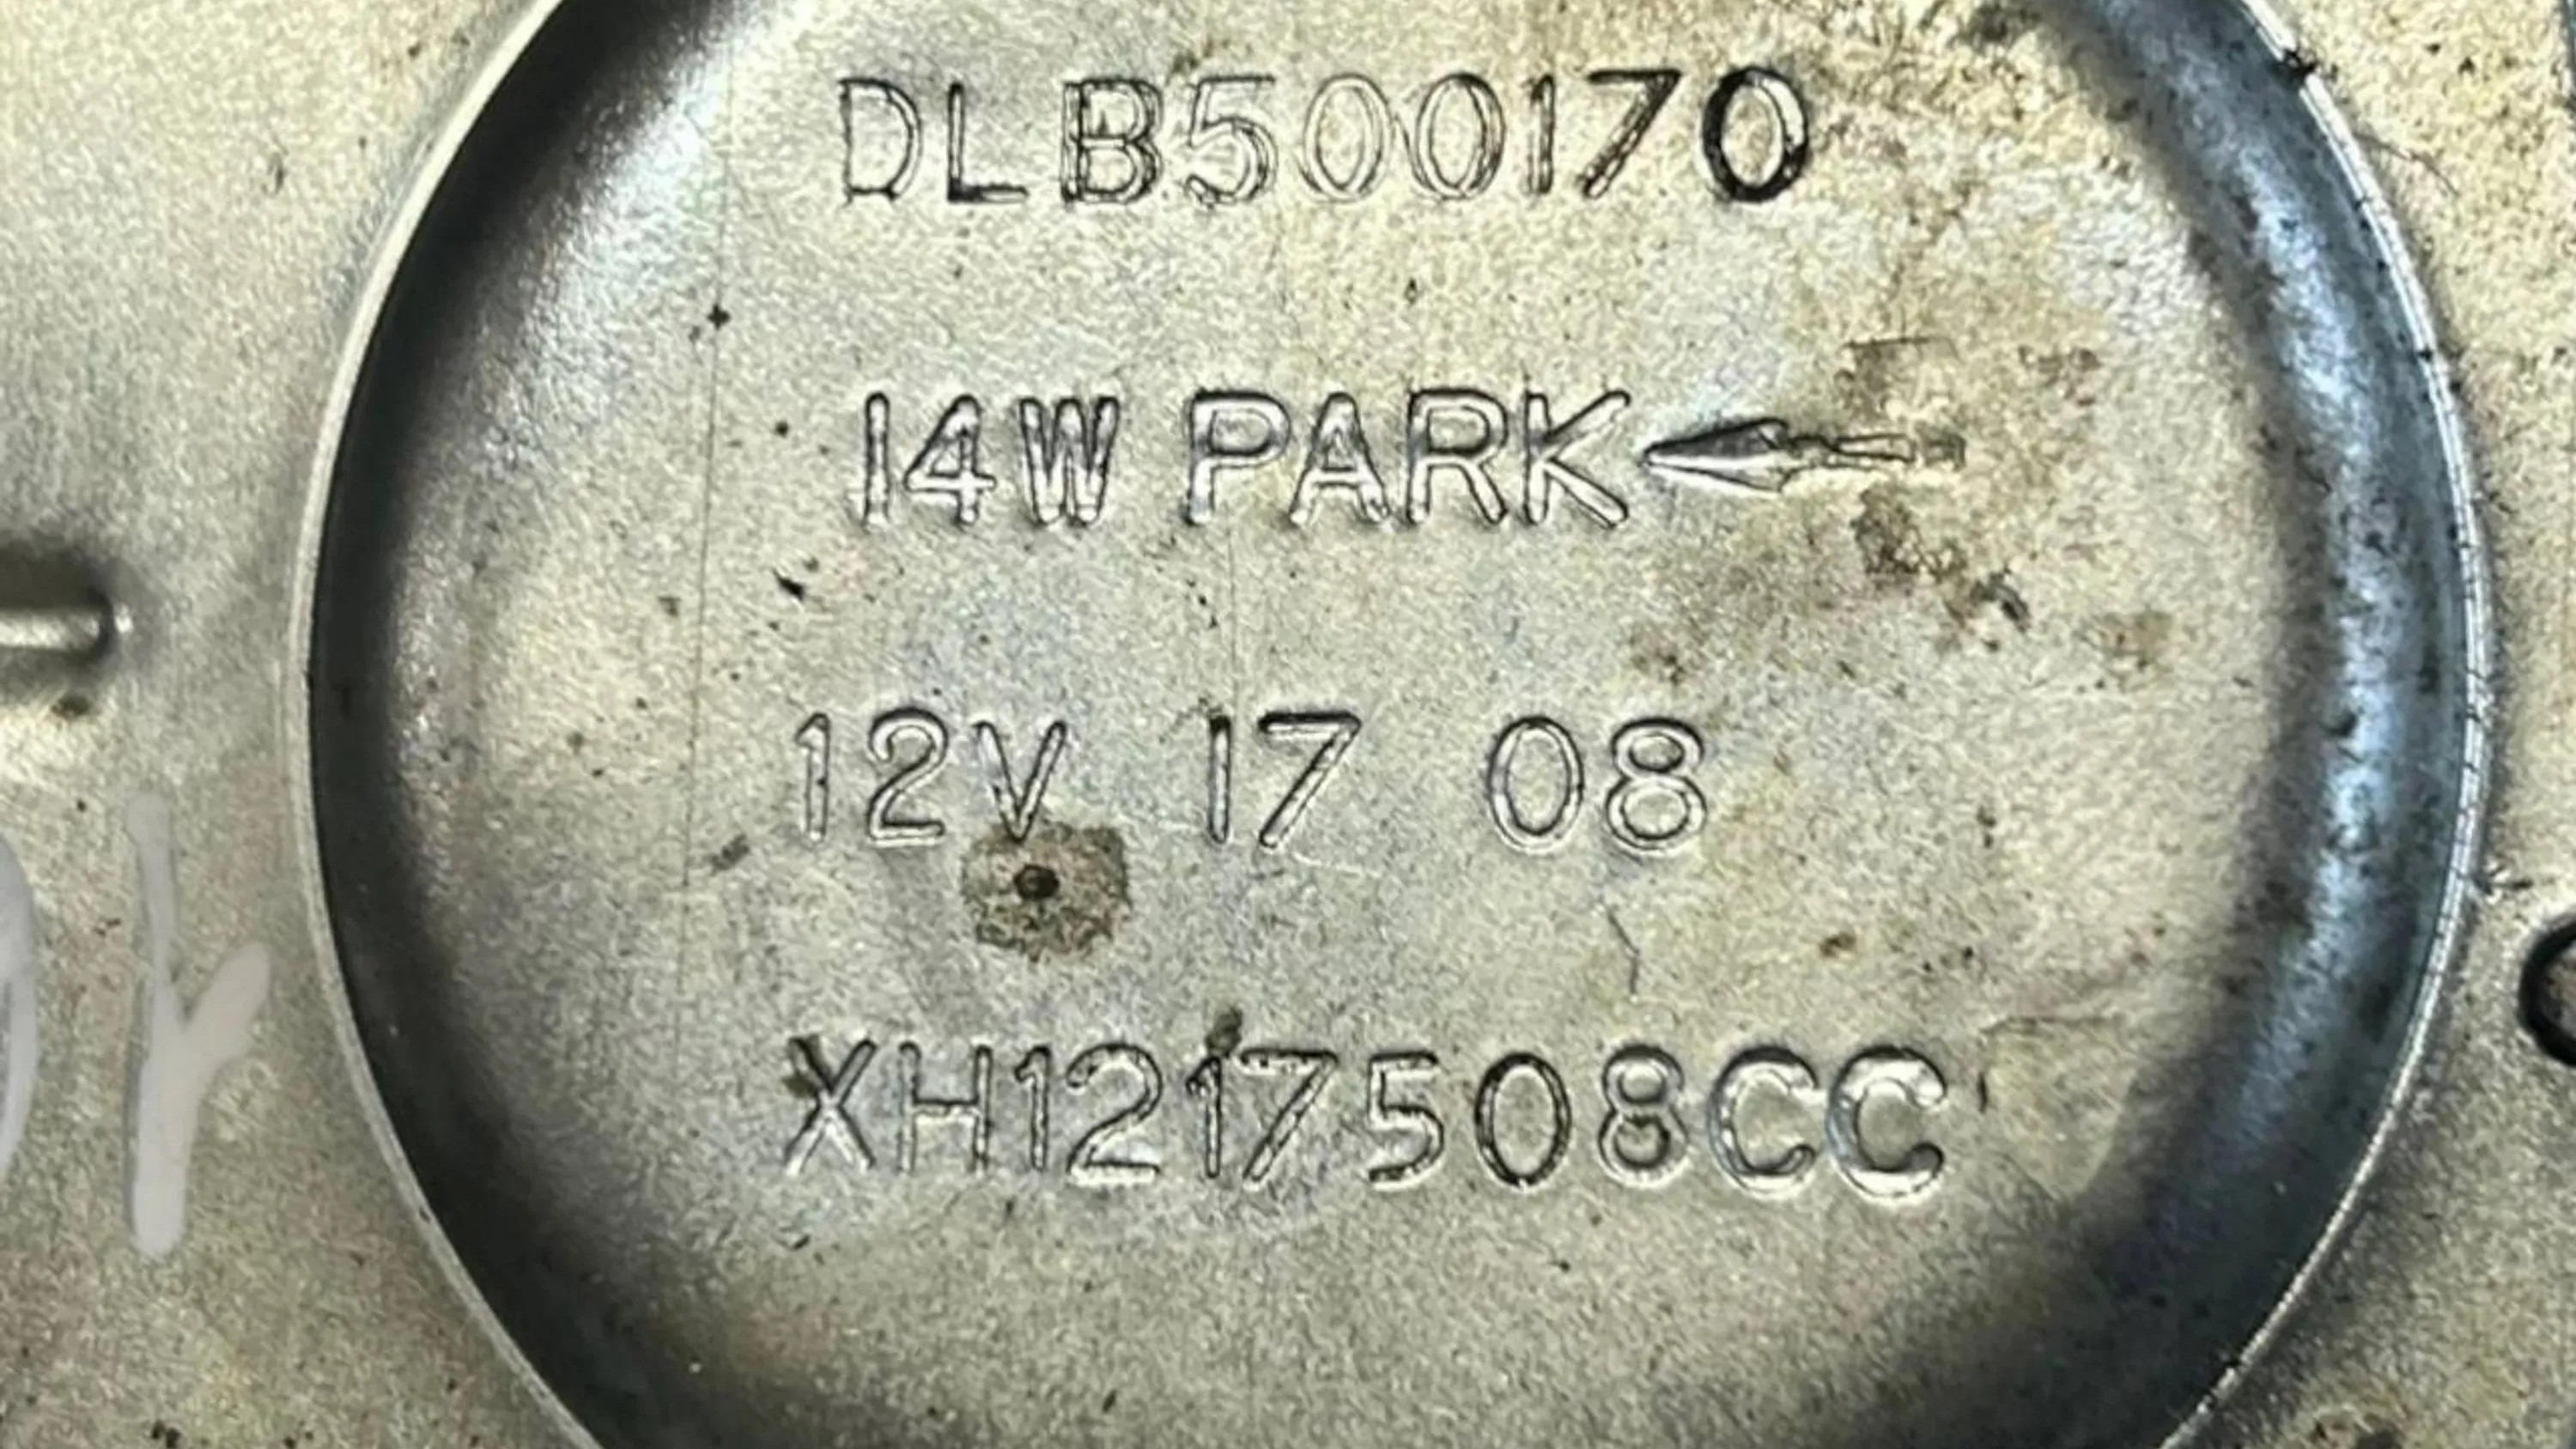 DLB500170
14W PARK
12V 17 08
XH1217508CC